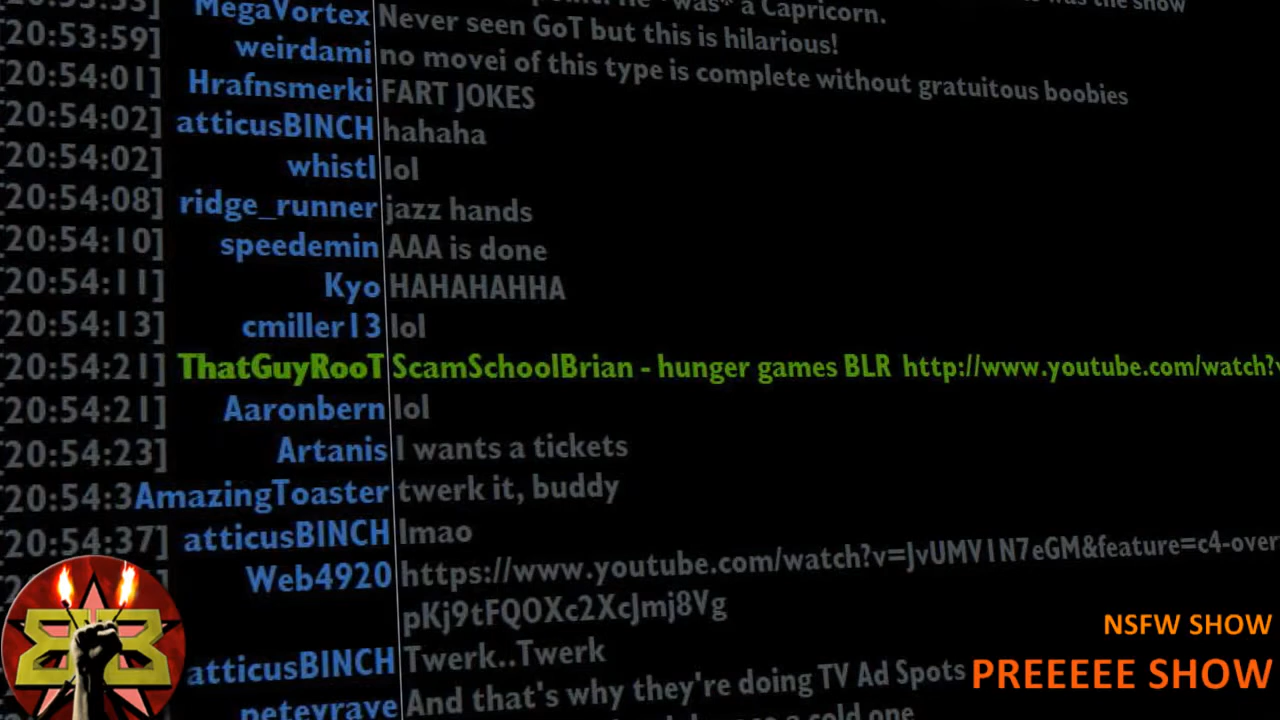 a Capricorn.
the show
MegaVortex Never seen GoT but this is hilarious!
[20:53:59] weirdami no movei of this type is complete without gratuitous boobies
[20:54:01] Hrafnsmerki FART JOKES
[20:54:02] atticusBINCH hahaha
[20:54:02] whistl lol
[20:54:08] ridge_runner jazz hands
[20:54:10] speedemin AAA is done
[20:54:11] Kyo HAHAHAHHA
[20:54:13] cmiller13 lol
[20:54:21] ThatGuyRooT ScamSchoolBrian - hunger games BLR http://www.youtube.com/watch?v
[20:54:21] Aaronbern lol
[20:54:23] Artanis I wants a tickets
[20:54:3 AmazingToaster twerk it, buddy
[20:54:37] atticusBINCH lmao
Web4920 https://www.youtube.com/watch?v=JvUMV1N7eGM&feature=c4-over
pKj9tFQOXc2XcJmj8Vg
atticusBINCH Twerk..Twerk
peteyrave And that's why they're doing TV Ad Spots
a cold one
NSFW SHOW
PREEEEE SHOW